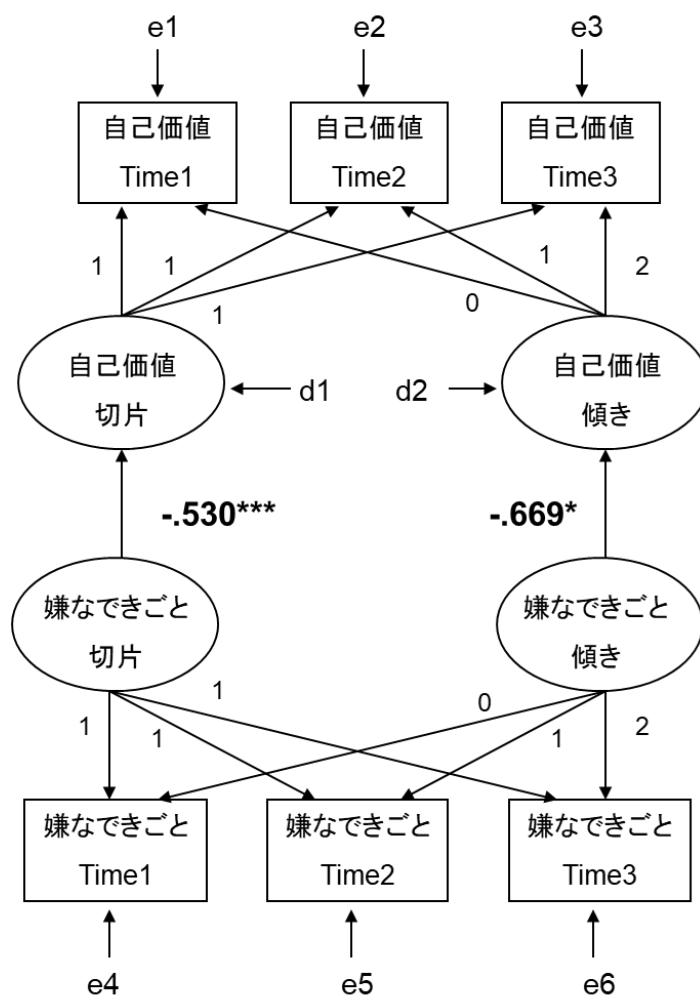 e1
e2
e3
自己価値
Time1
自己価値
Time2
自己価値
Time3
1
1
1
0
1
2
自己価値
切片
d1
d2
自己価値
傾き
-.530***
-.669*
嫌なできごと
切片
嫌なできごと
傾き
1
1
1
0
1
2
嫌なできごと
Time1
嫌なできごと
Time2
嫌なできごと
Time3
e4
e5
e6